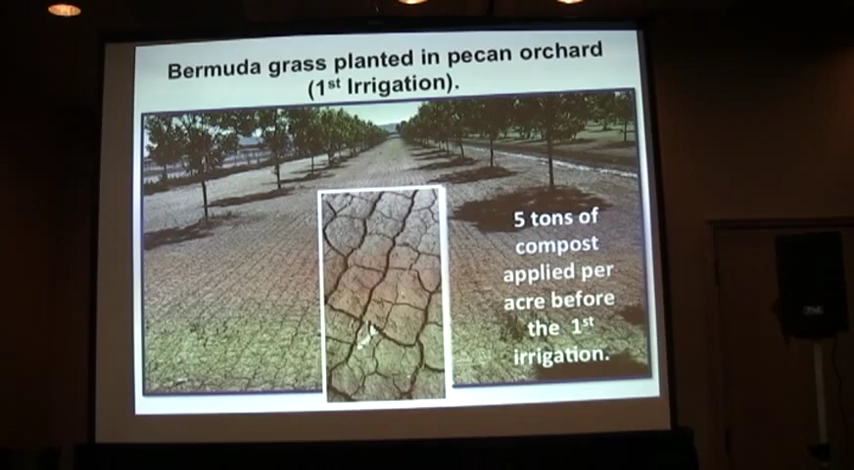 Bermuda grass planted in pecan orchard
(1st Irrigation).
5 tons of
compost
applied per
acre before
the 1st
irrigation.